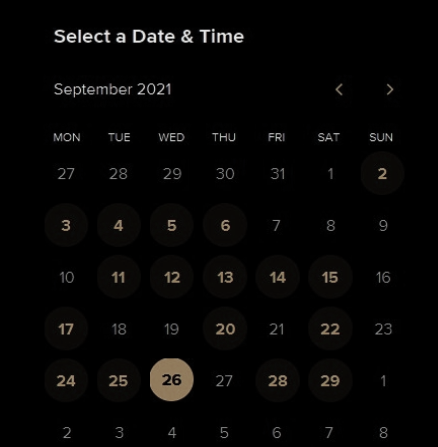 Select a Date & Time
September 2021
MON TUE WED THU FRI SAT SUN
27 28 29 30 31 1 2
3 4 5 6 7 8 9
10 11 12 13 14 15 16
17 18 19 20 21 22 23
24 25 26 27 28 29 1
2 3 4 5 6 7 8